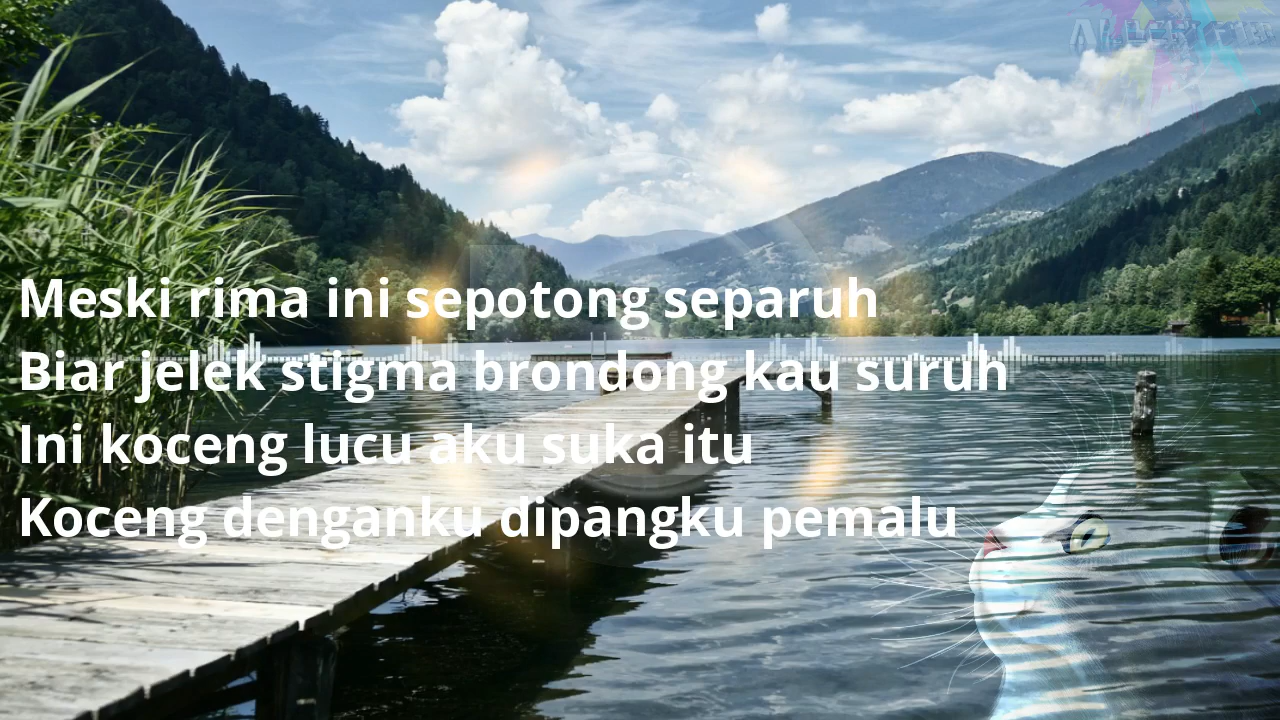 Meski rima ini sepotong separuh
Biar jelek stigma brondong kau suruh
Ini koceng lucu aku suka itu
Koceng denganku dipangku pemalu